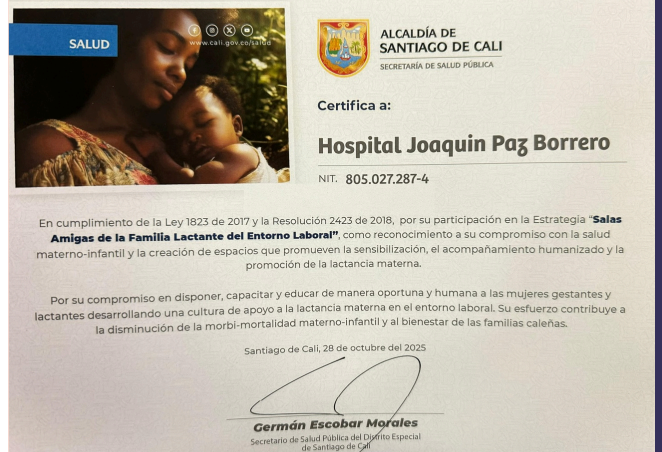 SALUD
www.cali.gov.co/salud
ALCALDÍA DE
SANTIAGO DE CALI
SECRETARÍA DE SALUD PÚBLICA
Certifica a:
Hospital Joaquin Paz Borrero
NIT. 805.027.287-4
En cumplimiento de la Ley 1823 de 2017 y la Resolución 2423 de 2018, por su participación en la Estrategia “Salas
Amigas de la Familia Lactante del Entorno Laboral”, como reconocimiento a su compromiso con la salud
materno-infantil y la creación de espacios que promueven la sensibilización, el acompañamiento humanizado y la
promoción de la lactancia materna.
Por su compromiso en disponer, capacitar y educar de manera oportuna y humana a las mujeres gestantes y
lactantes desarrollando una cultura de apoyo a la lactancia materna en el entorno laboral. Su esfuerzo contribuye a
la disminución de la morbi-mortalidad materno-infantil y al bienestar de las familias caleñas.
Santiago de Cali, 28 de octubre del 2025
Germán Escobar Morales
Secretario de Salud Pública del Distrito Especial
de Santiago de Cali